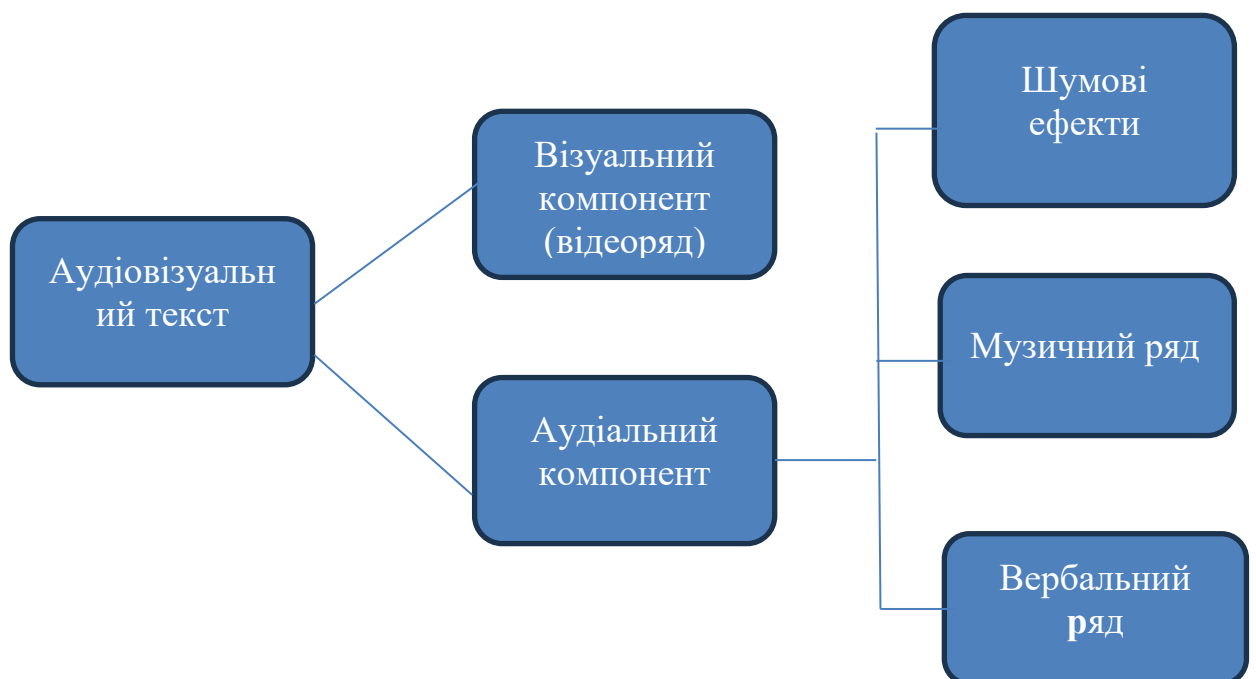 Аудіовізуальн
ий текст
Візуальний
компонент
(відеоряд)
Аудіальний
компонент
Шумові
ефекти
Музичний ряд
Вербальний
ряд